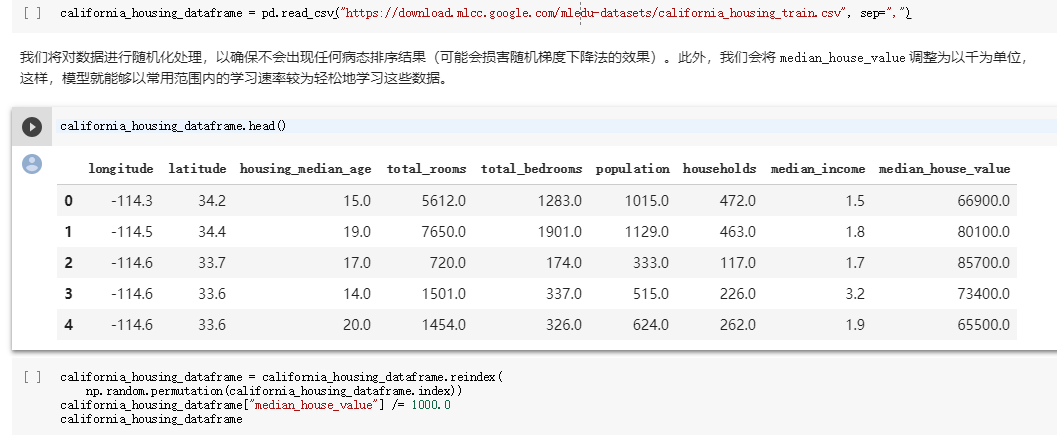 [ ] california_housing_dataframe = pd.read_csv("https://download.mlcc.google.com/mledu-datasets/california_housing_train.csv", sep=",")
我们将对数据进行随机化处理，以确保不会出现任何病态排序结果（可能会损害随机梯度下降法的效果）。此外，我们会将 median_house_value 调整为以千为单位，
这样，模型就能够以常用范围内的学习速率较为轻松地学习这些数据。
california_housing_dataframe.head()
longitude latitude housing_median_age total_rooms total_bedrooms population households median_income median_house_value
0 -114.3 34.2 15.0 5612.0 1283.0 1015.0 472.0 1.5 66900.0
1 -114.5 34.4 19.0 7650.0 1901.0 1129.0 463.0 1.8 80100.0
2 -114.6 33.7 17.0 720.0 174.0 333.0 117.0 1.7 85700.0
3 -114.6 33.6 14.0 1501.0 337.0 515.0 226.0 3.2 73400.0
4 -114.6 33.6 20.0 1454.0 326.0 624.0 262.0 1.9 65500.0
[ ] california_housing_dataframe = california_housing_dataframe.reindex(
np.random.permutation(california_housing_dataframe.index))
california_housing_dataframe["median_house_value"] /= 1000.0
california_housing_dataframe